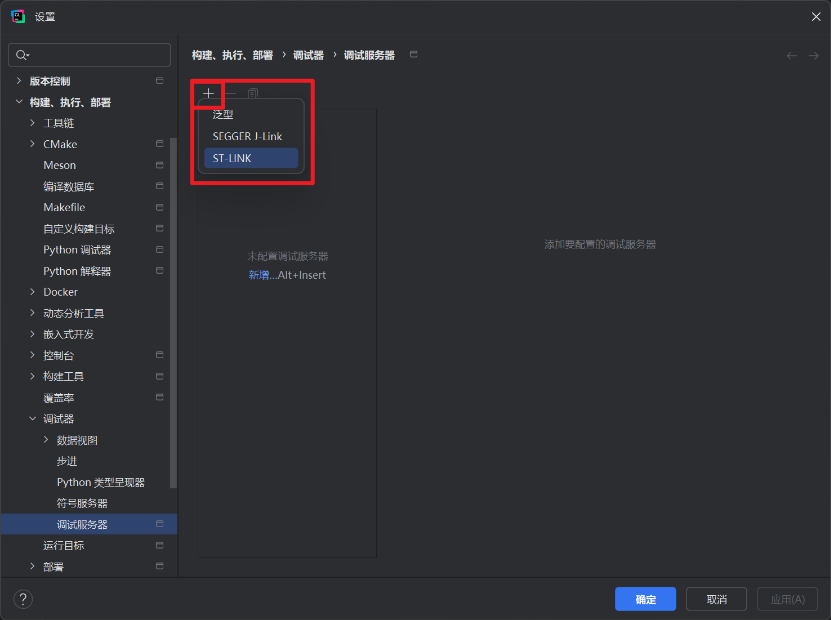 设置
版本控制
构建、执行、部署
工具链
CMake
Meson
编译数据库
Makefile
自定义构建目标
Python 调试器
Python 解释器
Docker
动态分析工具
嵌入式开发
控制台
构建工具
覆盖率
调试器
数据视图
步进
Python 类型呈现器
符号服务器
调试服务器
运行目标
部署
构建、执行、部署 › 调试器 › 调试服务器
泛型
SEGGER J-Link
ST-LINK
未配置调试服务器
新增...Alt+Insert
添加要配置的调试服务器
?
确定
取消
应用(A)